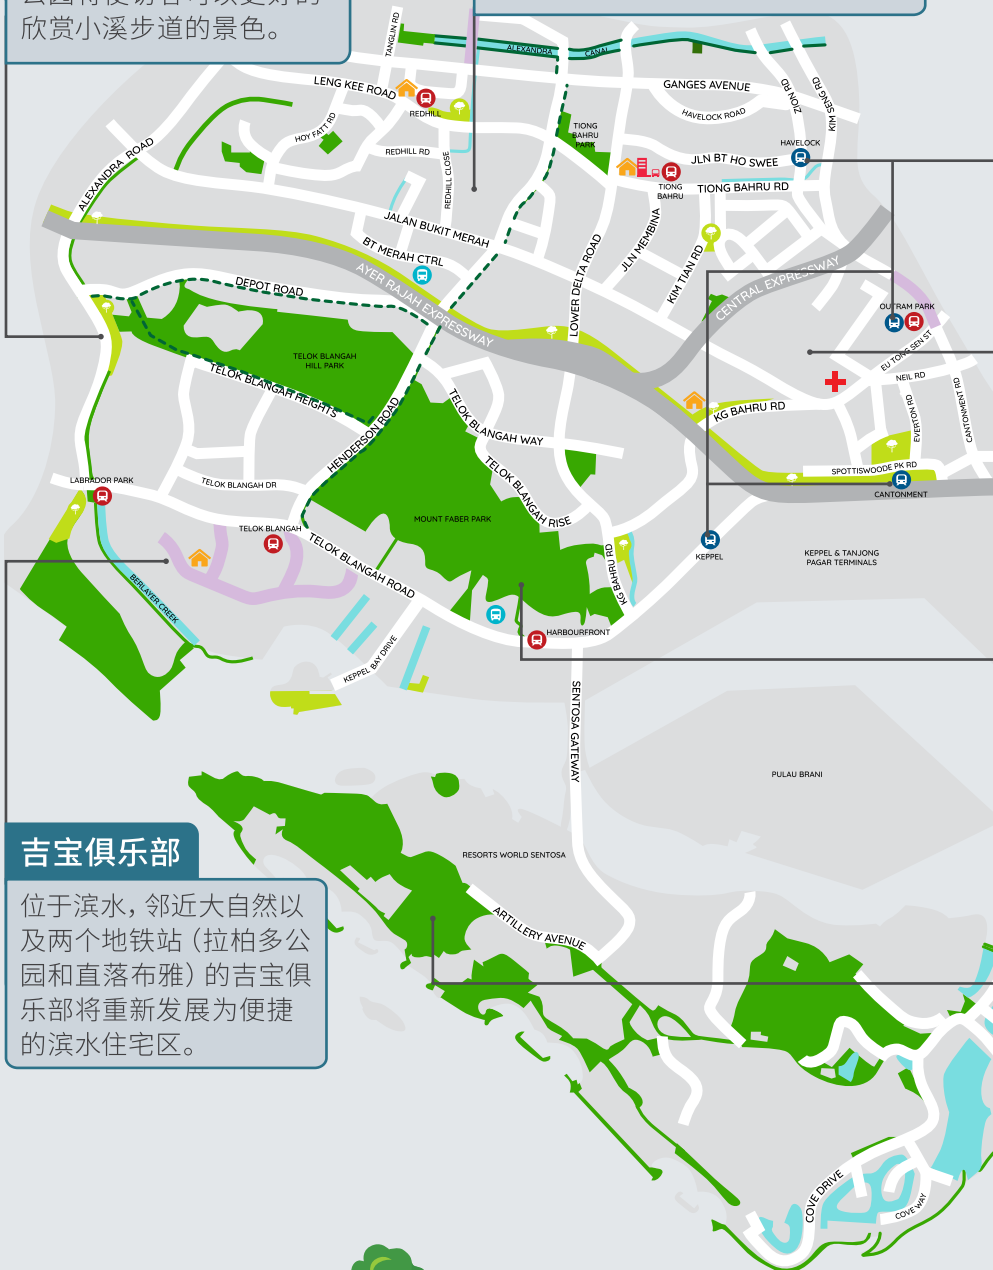 欣赏小溪步道的景色。
TANGLIN RD
ALEXANDRA
CANAL
LENG KEE ROAD
REDHILL
GANGES AVENUE
HAVELOCK ROAD
ZION RD
KIM SENG RD
HOY FATT RD
REDHILL RD
REDHILL CLOSE
TIONG
BAHRU
PARK
HAVELOCK
JLN BT HO SWEE
TIONG
BAHRU
TIONG BAHRU RD
ALEXANDRA ROAD
JALAN BUKIT MERAH
BT MERAH CTRL
AYER RAJAH EXPRESSWAY
JLN MEMBINA
LOWER DELTA ROAD
KIM TIAN RD
CENTRAL EXPRESSWAY
DEPOT ROAD
OUTRAM PARK
EU TONG SEN ST
NEIL RD
TELOK BLANGAH
HILL PARK
TELOK BLANGAH HEIGHTS
HENDERSON ROAD
TELOK BLANGAH WAY
KG BAHRU RD
EVERTON RD
CANTONMENT RD
TELOK BLANGAH RISE
SPOTTISWOODE PK RD
CANTONMENT
LABRADOR PARK
TELOK BLANGAH DR
TELOK BLANGAH
MOUNT FABER PARK
TELOK BLANGAH ROAD
KG BAHRU RD
KEPPEL
KEPPEL & TANJONG
PAGAR TERMINALS
BERLAYER CREEK
HARBOURFRONT
KEPPEL BAY DRIVE
SENTOSA GATEWAY
PULAU BRANI
RESORTS WORLD SENTOSA
ARTILLERY AVENUE
吉宝俱乐部
位于滨水，邻近大自然以
及两个地铁站（拉柏多公
园和直落布雅）的吉宝俱
乐部将重新发展为便捷
的滨水住宅区。
COVE DRIVE
COVE WAY